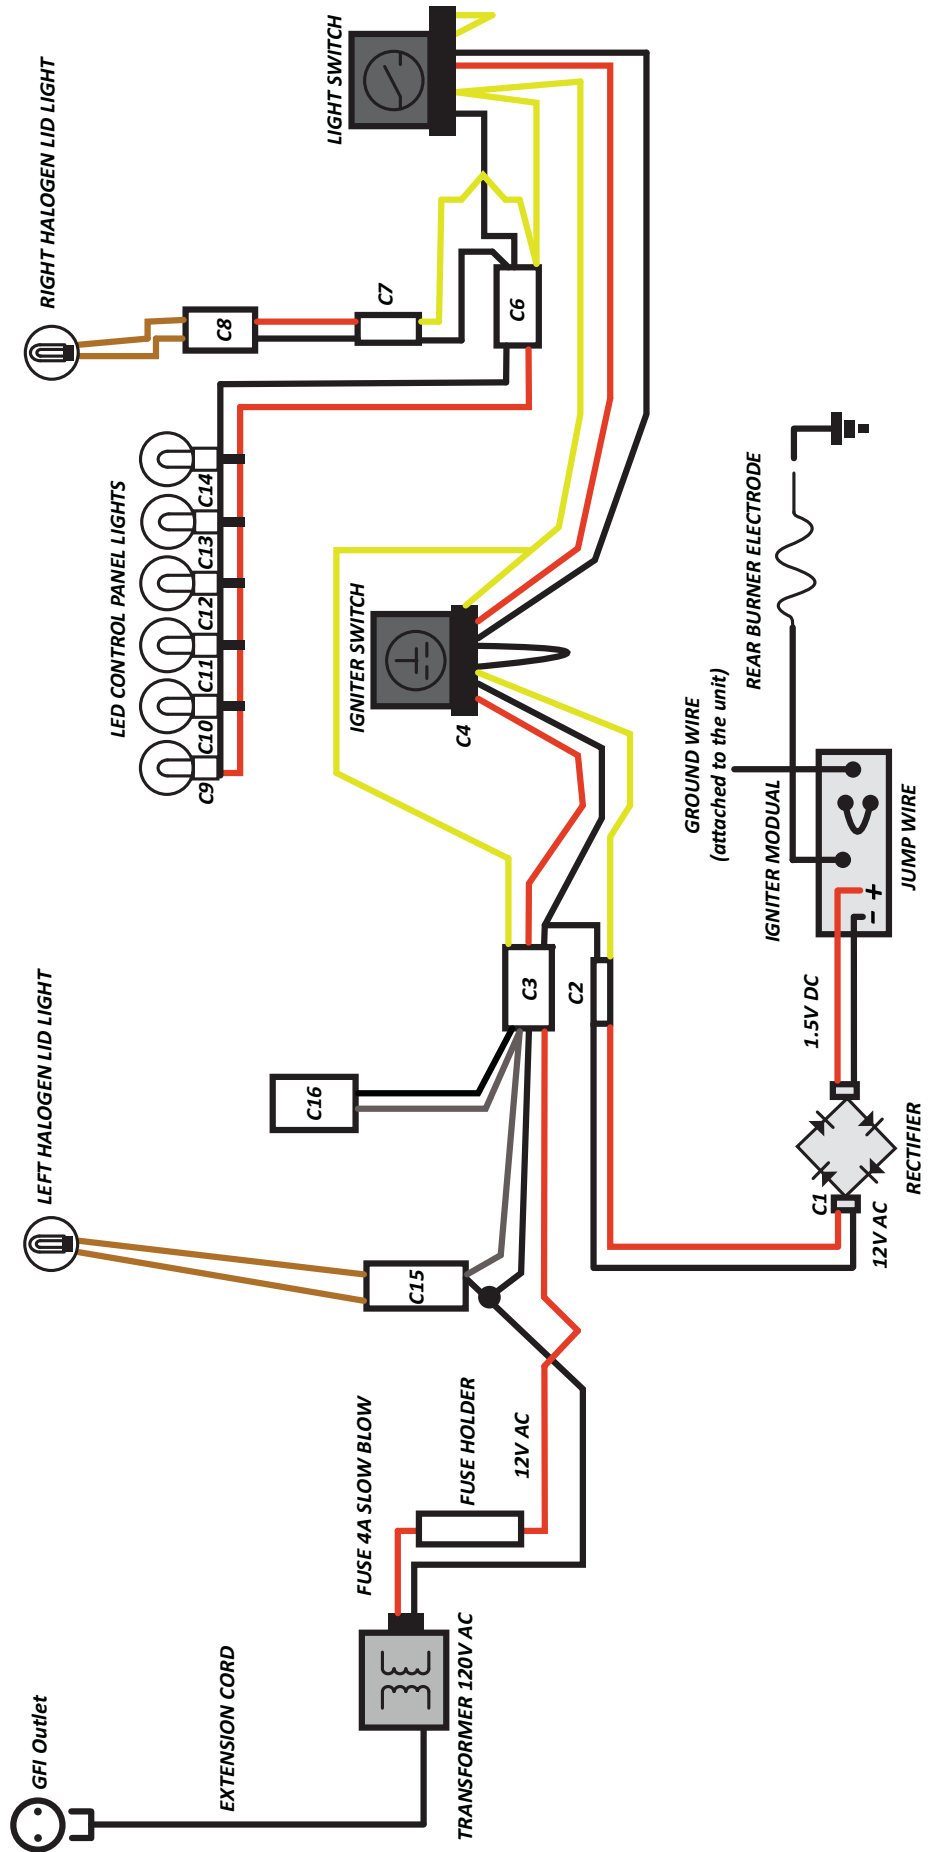 GFI Outlet
EXTENSION CORD
TRANSFORMER 120V AC
FUSE 4A SLOW BLOW
FUSE HOLDER
12V AC
LEFT HALOGEN LID LIGHT
C15
C16
C3
C2
C1
12V AC
RECTIFIER
1.5V DC
IGNITER MODUAL
- +
JUMP WIRE
GROUND WIRE
(attached to the unit)
REAR BURNER ELECTRODE
C4
IGNITER SWITCH
LED CONTROL PANEL LIGHTS
C9
C10
C11
C12
C13
C14
RIGHT HALOGEN LID LIGHT
C8
C7
C6
LIGHT SWITCH